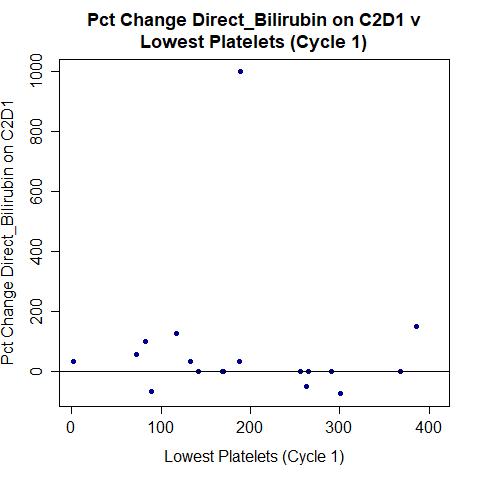 Pct Change Direct_Bilirubin on C2D1 v
Lowest Platelets (Cycle 1)
Pct Change Direct_Bilirubin on C2D1
1000
800
600
400
200
0
0 100 200 300 400
Lowest Platelets (Cycle 1)